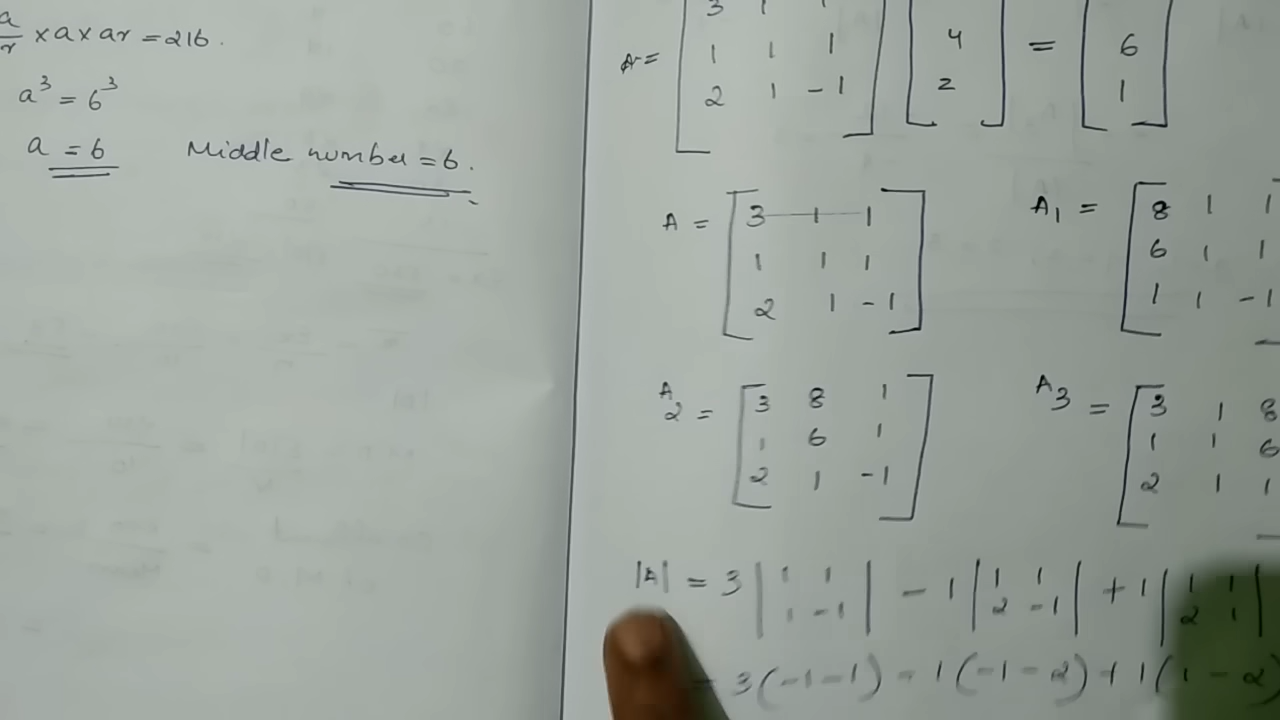 a/r × a × ar = 216.
a³ = 6³
a = 6 Middle number = 6.
3 1 1
A = 1 1 1 4 = 6
2 1 -1 z 1
A = 3 1 1 A1 = 8 1 1
1 1 1 6 1 1
2 1 -1 1 1 -1
A2 = 3 8 1 A3 = 3 1 8
1 6 1 1 1 6
2 1 -1 2 1 1
|A| = 3 |1 1| - 1 |1 1| + 1 |1 1|
1 -1 2 -1 2 1
= 3(-1-1) - 1(-1-2) + 1(1-2)